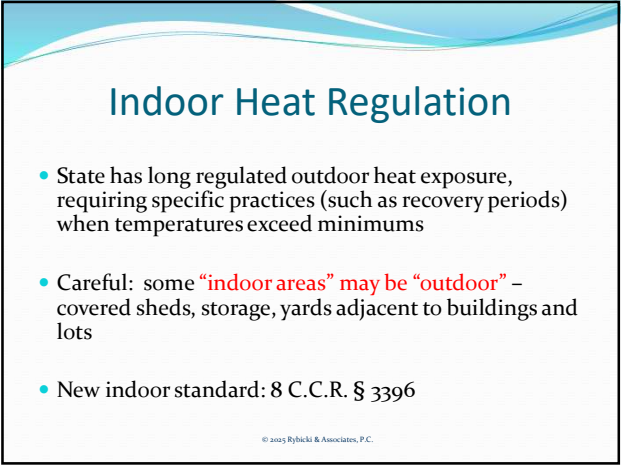 Indoor Heat Regulation
• State has long regulated outdoor heat exposure,
requiring specific practices (such as recovery periods)
when temperatures exceed minimums
• Careful: some “indoor areas” may be “outdoor” –
covered sheds, storage, yards adjacent to buildings and
lots
• New indoor standard: 8 C.C.R. § 3396
© 2025 Rybicki & Associates, P.C.